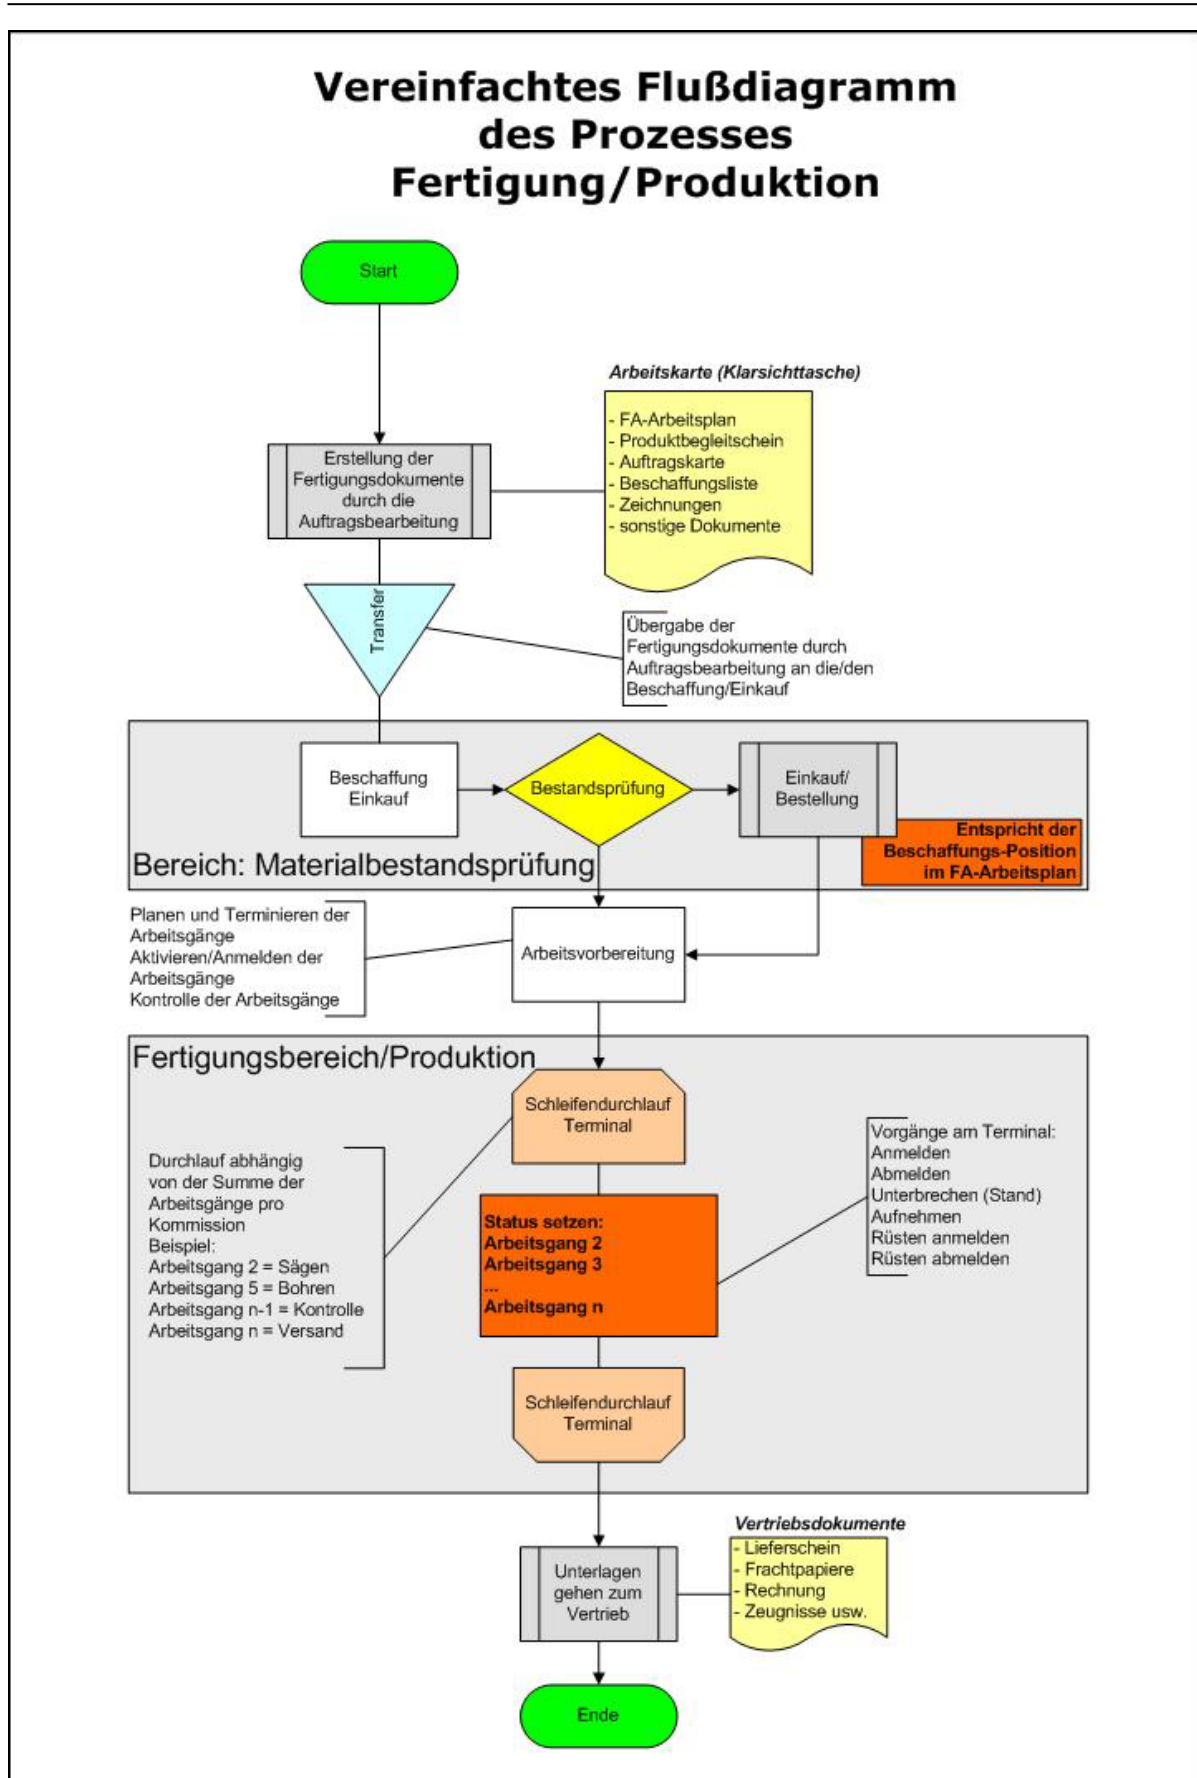 Vereinfachtes Flußdiagramm
des Prozesses
Fertigung/Produktion
Start
Arbeitskarte (Klarsichttasche)
- FA-Arbeitsplan
- Produktbegleitschein
- Auftragskarte
- Beschaffungsliste
- Zeichnungen
- sonstige Dokumente
Erstellung der
Fertigungsdokumente
durch die
Auftragsbearbeitung
Transfer
Übergabe der
Fertigungsdokumente durch
Auftragsbearbeitung an die/den
Beschaffung/Einkauf
Beschaffung
Einkauf
Bestandsprüfung
Einkauf/
Bestellung
Entspricht der
Beschaffungs-Position
im FA-Arbeitsplan
Bereich: Materialbestandsprüfung
Planen und Terminieren der
Arbeitsgänge
Aktivieren/Anmelden der
Arbeitsgänge
Kontrolle der Arbeitsgänge
Arbeitsvorbereitung
Fertigungsbereich/Produktion
Schleifendurchlauf
Terminal
Durchlauf abhängig
von der Summe der
Arbeitsgänge pro
Kommission
Beispiel:
Arbeitsgang 2 = Sägen
Arbeitsgang 5 = Bohren
Arbeitsgang n-1 = Kontrolle
Arbeitsgang n = Versand
Status setzen:
Arbeitsgang 2
Arbeitsgang 3
...
Arbeitsgang n
Vorgänge am Terminal:
Anmelden
Abmelden
Unterbrechen (Stand)
Aufnehmen
Rüsten anmelden
Rüsten abmelden
Schleifendurchlauf
Terminal
Vertriebsdokumente
- Lieferschein
- Frachtpapiere
- Rechnung
- Zeugnisse usw.
Unterlagen
gehen zum
Vertrieb
Ende